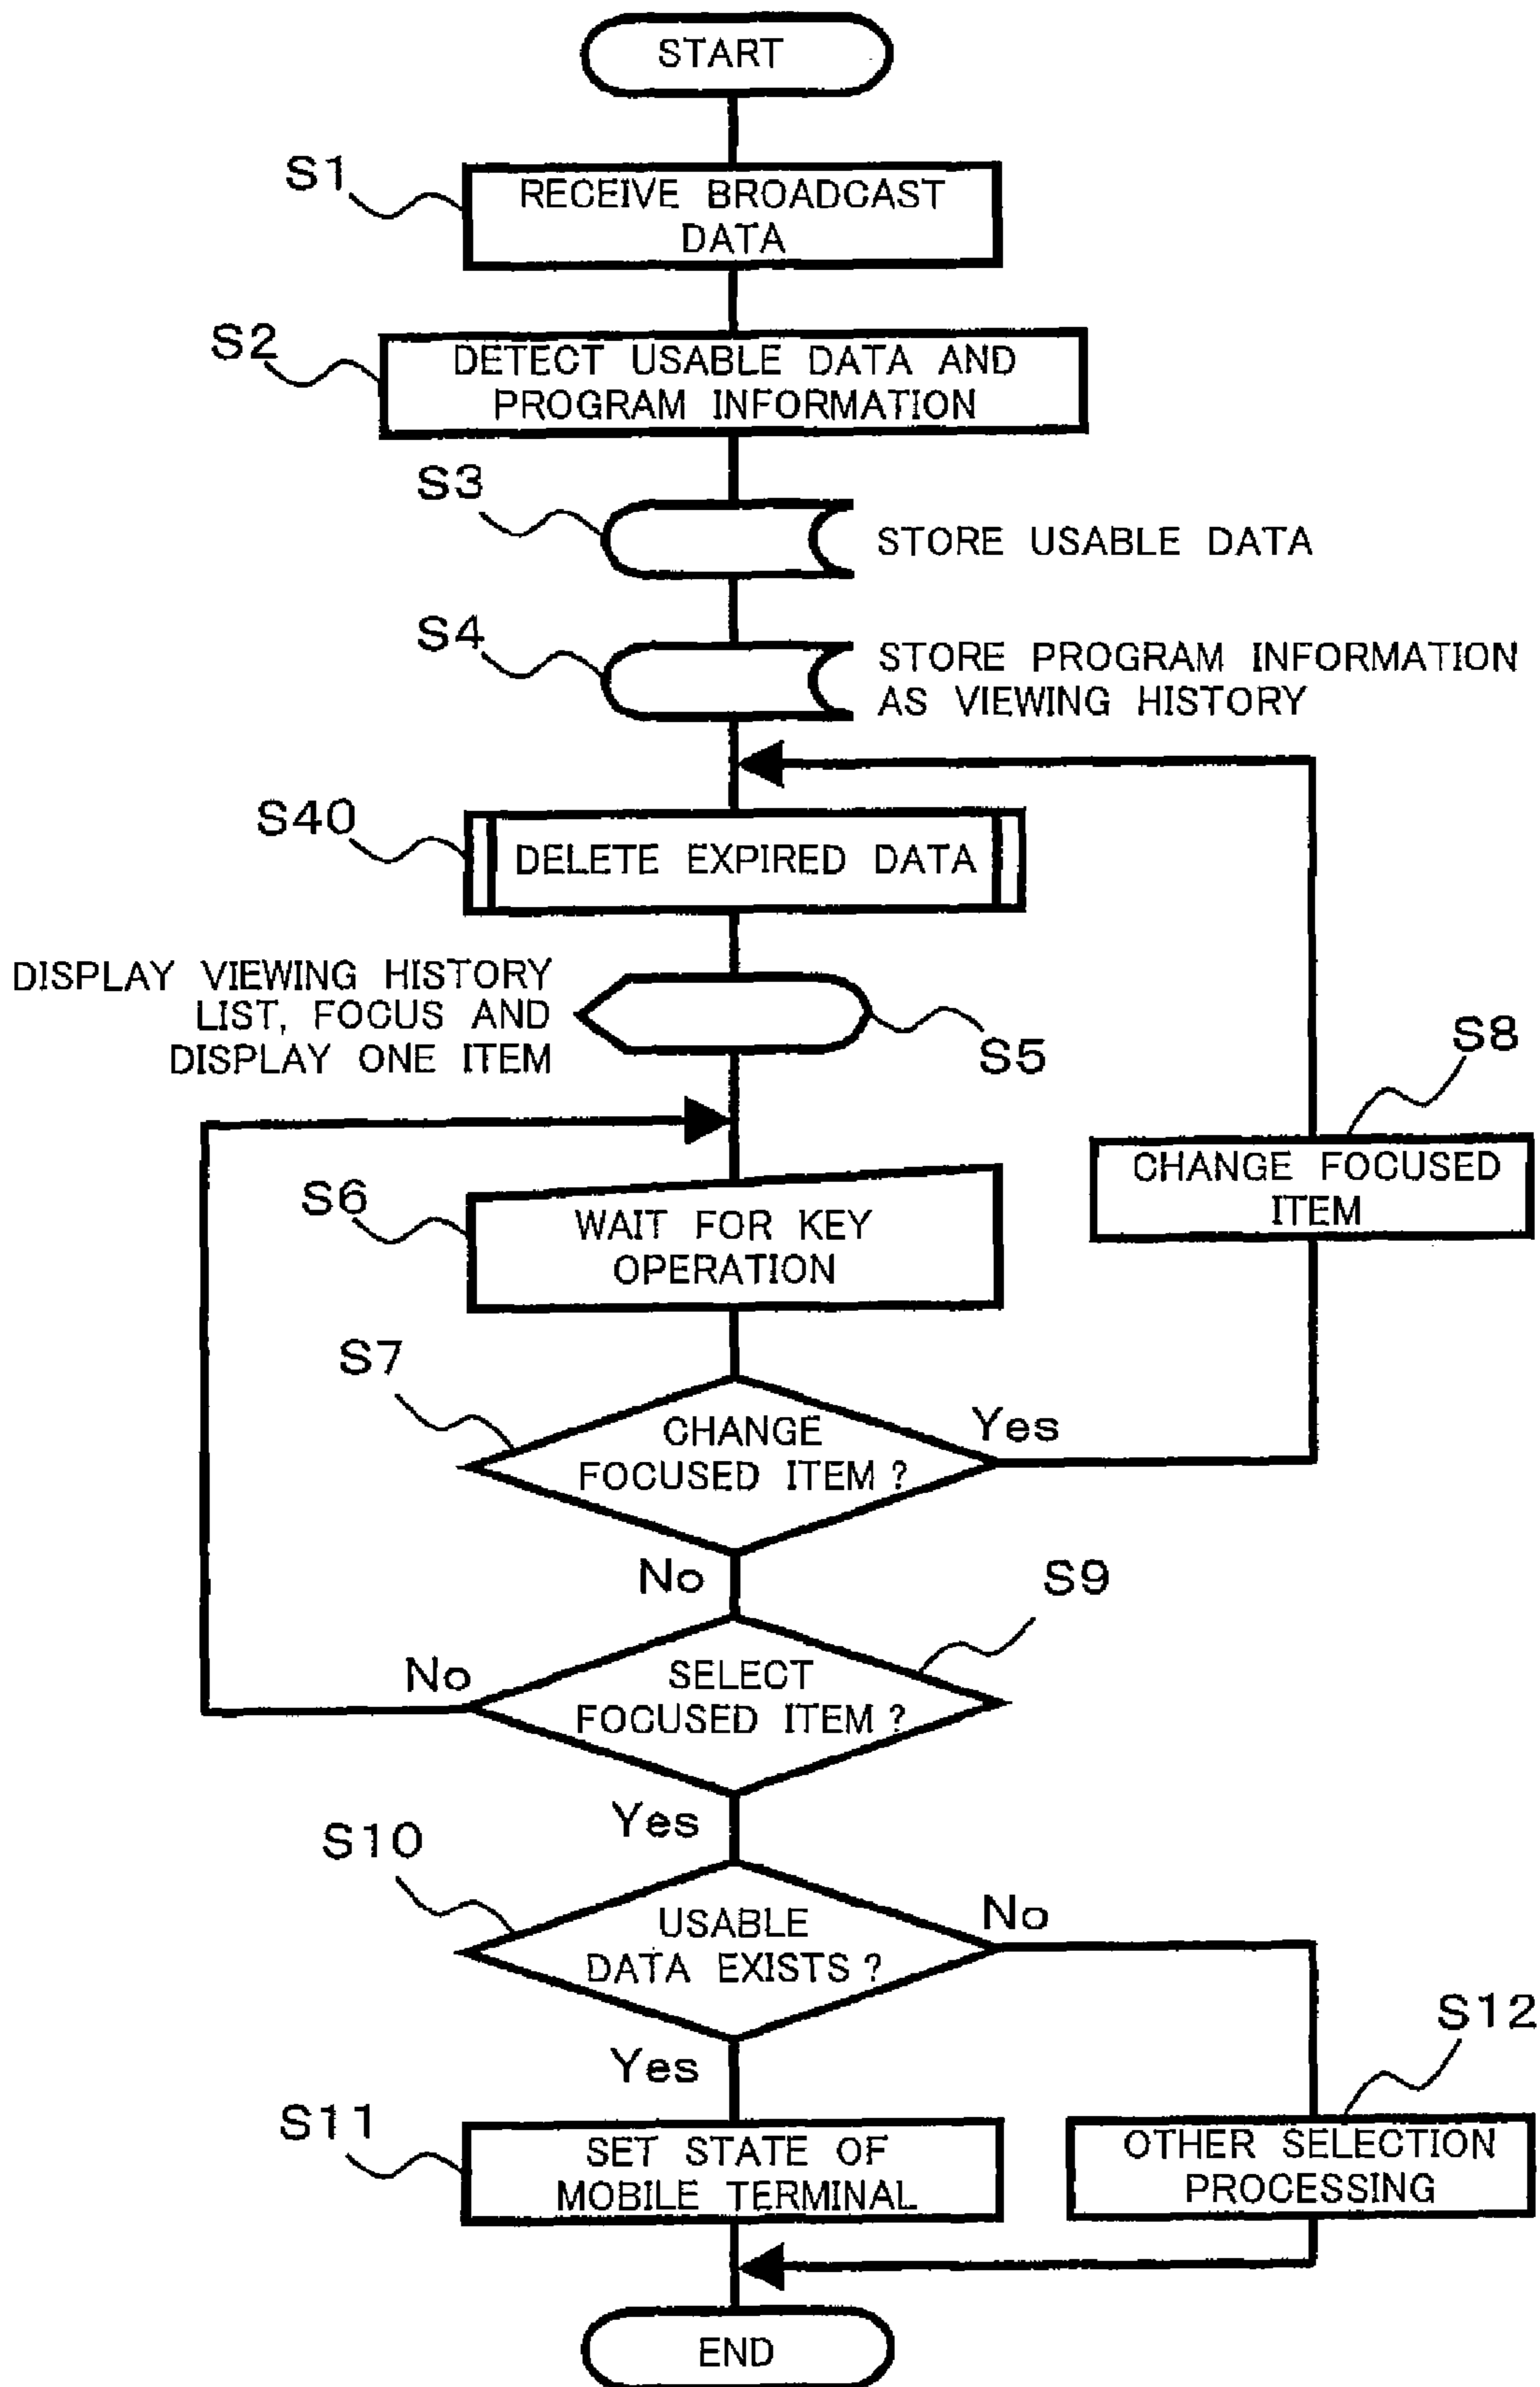 START
S1
RECEIVE BROADCAST
DATA
S2
DETECT USABLE DATA AND
PROGRAM INFORMATION
S3
STORE USABLE DATA
S4
STORE PROGRAM INFORMATION
AS VIEWING HISTORY
S40
DELETE EXPIRED DATA
DISPLAY VIEWING HISTORY
LIST, FOCUS AND
DISPLAY ONE ITEM
S5
S8
CHANGE FOCUSED
ITEM
S6
WAIT FOR KEY
OPERATION
S7
CHANGE
FOCUSED ITEM ?
Yes
No
S9
SELECT
FOCUSED ITEM ?
No
Yes
S10
USABLE
DATA EXISTS ?
No
Yes
S12
OTHER SELECTION
PROCESSING
S11
SET STATE OF
MOBILE TERMINAL
END